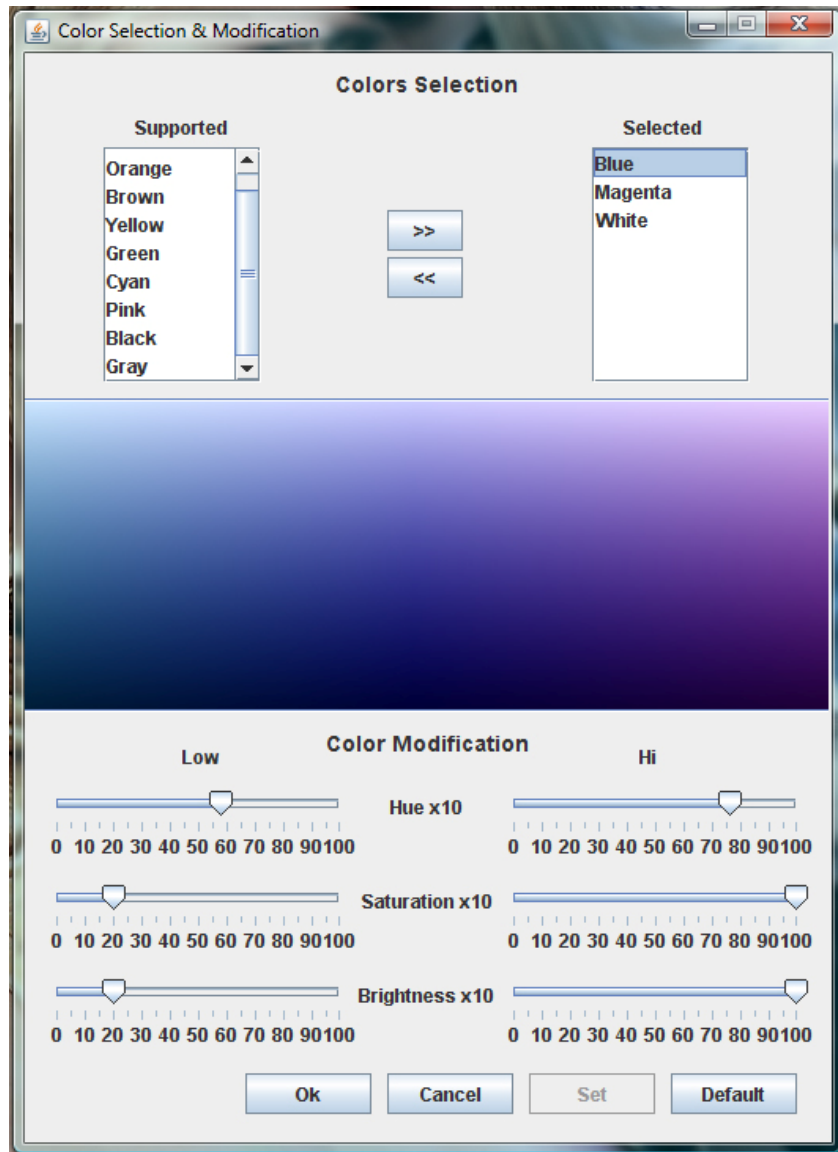 Color Selection & Modification
Colors Selection
Supported Selected
Orange
Brown
Yellow
Green
Cyan
Pink
Black
Gray
>>
<<
Blue
Magenta
White
Color Modification
Low Hi
Hue x10
0 10 20 30 40 50 60 70 80 90100 0 10 20 30 40 50 60 70 80 90100
Saturation x10
0 10 20 30 40 50 60 70 80 90100 0 10 20 30 40 50 60 70 80 90100
Brightness x10
0 10 20 30 40 50 60 70 80 90100 0 10 20 30 40 50 60 70 80 90100
Ok Cancel Set Default